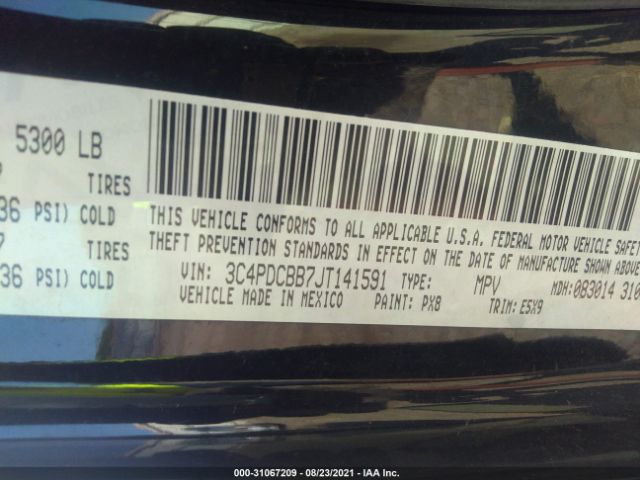 5300 LB
TIRES
36 PSI) COLD
TIRES
36 PSI) COLD
THIS VEHICLE CONFORMS TO ALL APPLICABLE U.S.A. FEDERAL MOTOR VEHICLE SAFET
THEFT PREVENTION STANDARDS IN EFFECT ON THE DATE OF MANUFACTURE SHOWN ABOVE
VIN: 3C4PDCBB7JT141591 TYPE: MPV MDH:083014 310
VEHICLE MADE IN MEXICO PAINT: PX8 TRIM: E5X9
000-31067209 - 08/23/2021 - IAA Inc.